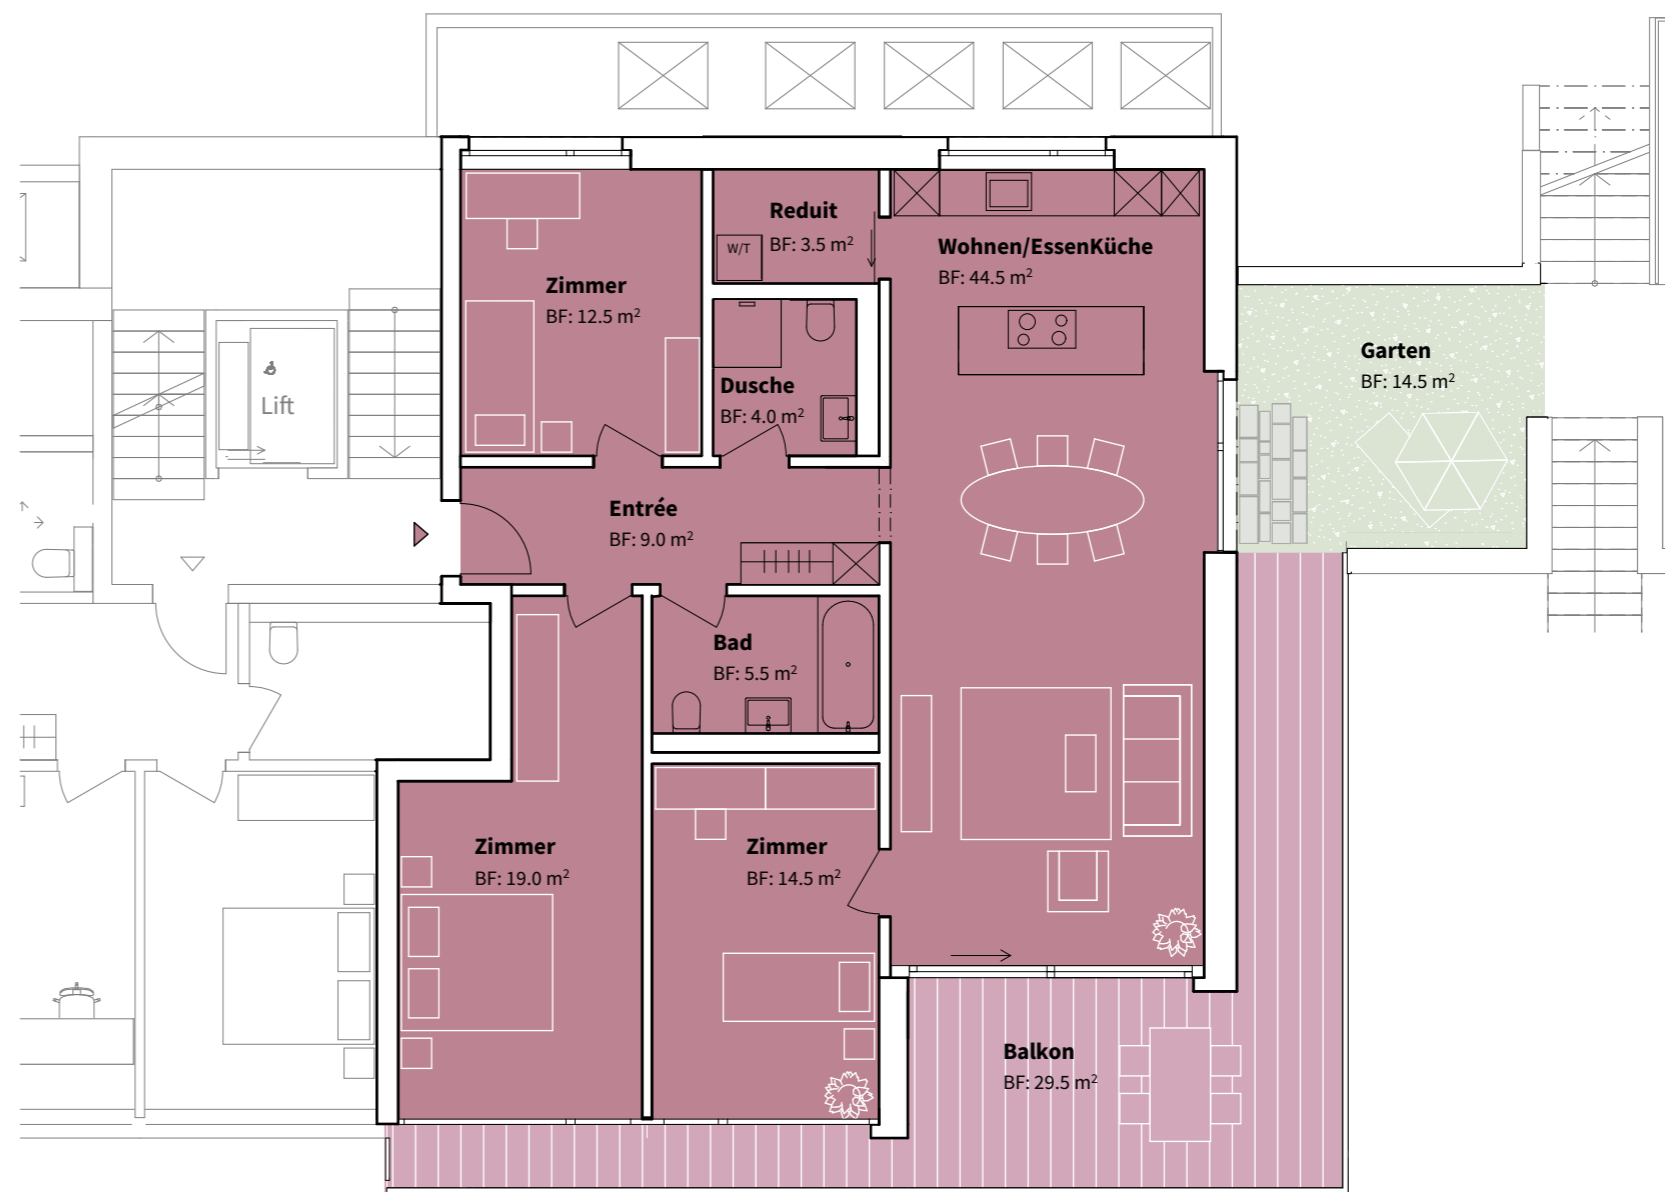 Reduit
BF: 3.5 m²
W/T
Wohnen/EssenKüche
BF: 44.5 m²
Zimmer
BF: 12.5 m²
Garten
BF: 14.5 m²
Dusche
BF: 4.0 m²
Lift
Entrée
BF: 9.0 m²
Bad
BF: 5.5 m²
Zimmer
BF: 19.0 m²
Zimmer
BF: 14.5 m²
Balkon
BF: 29.5 m²